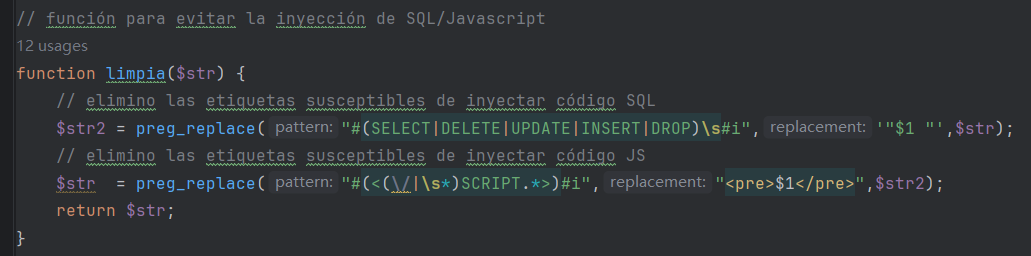 // función para evitar la inyección de SQL/Javascript
12 usages
function limpia($str) {
    // elimino las etiquetas susceptibles de inyectar código SQL
    $str2 = preg_replace( pattern: "#(SELECT|DELETE|UPDATE|INSERT|DROP)\s#i", replacement: '"$1 "',$str);
    // elimino las etiquetas susceptibles de inyectar código JS
    $str  = preg_replace( pattern: "#(<(\/|\s*)SCRIPT.*>)#i", replacement: "<pre>$1</pre>",$str2);
    return $str;
}